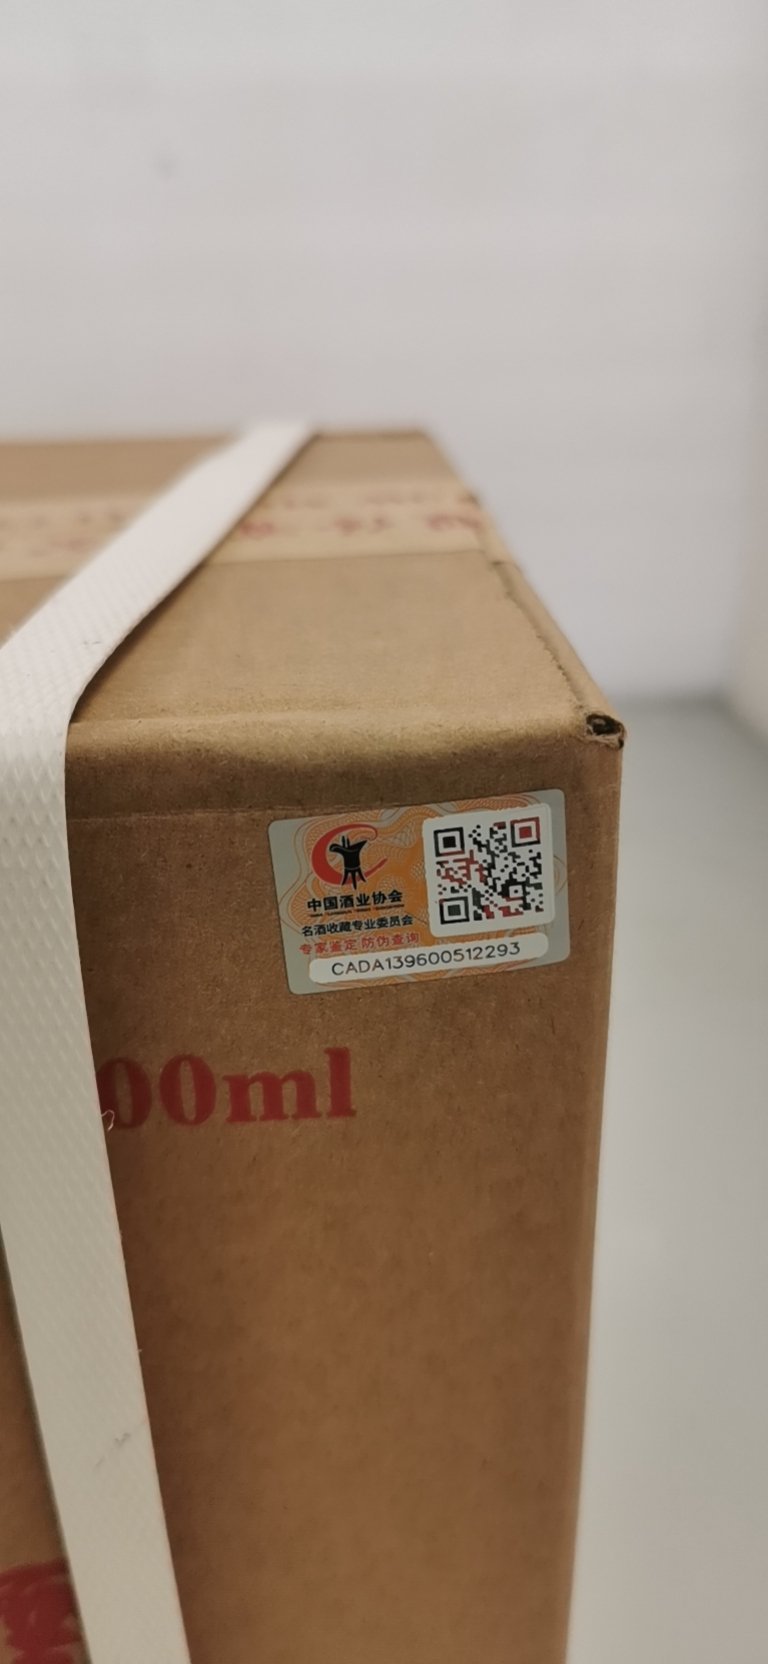 中国酒业协会
名酒收藏专业委员会
专家鉴定 防伪查询
CADA139600512293
00ml